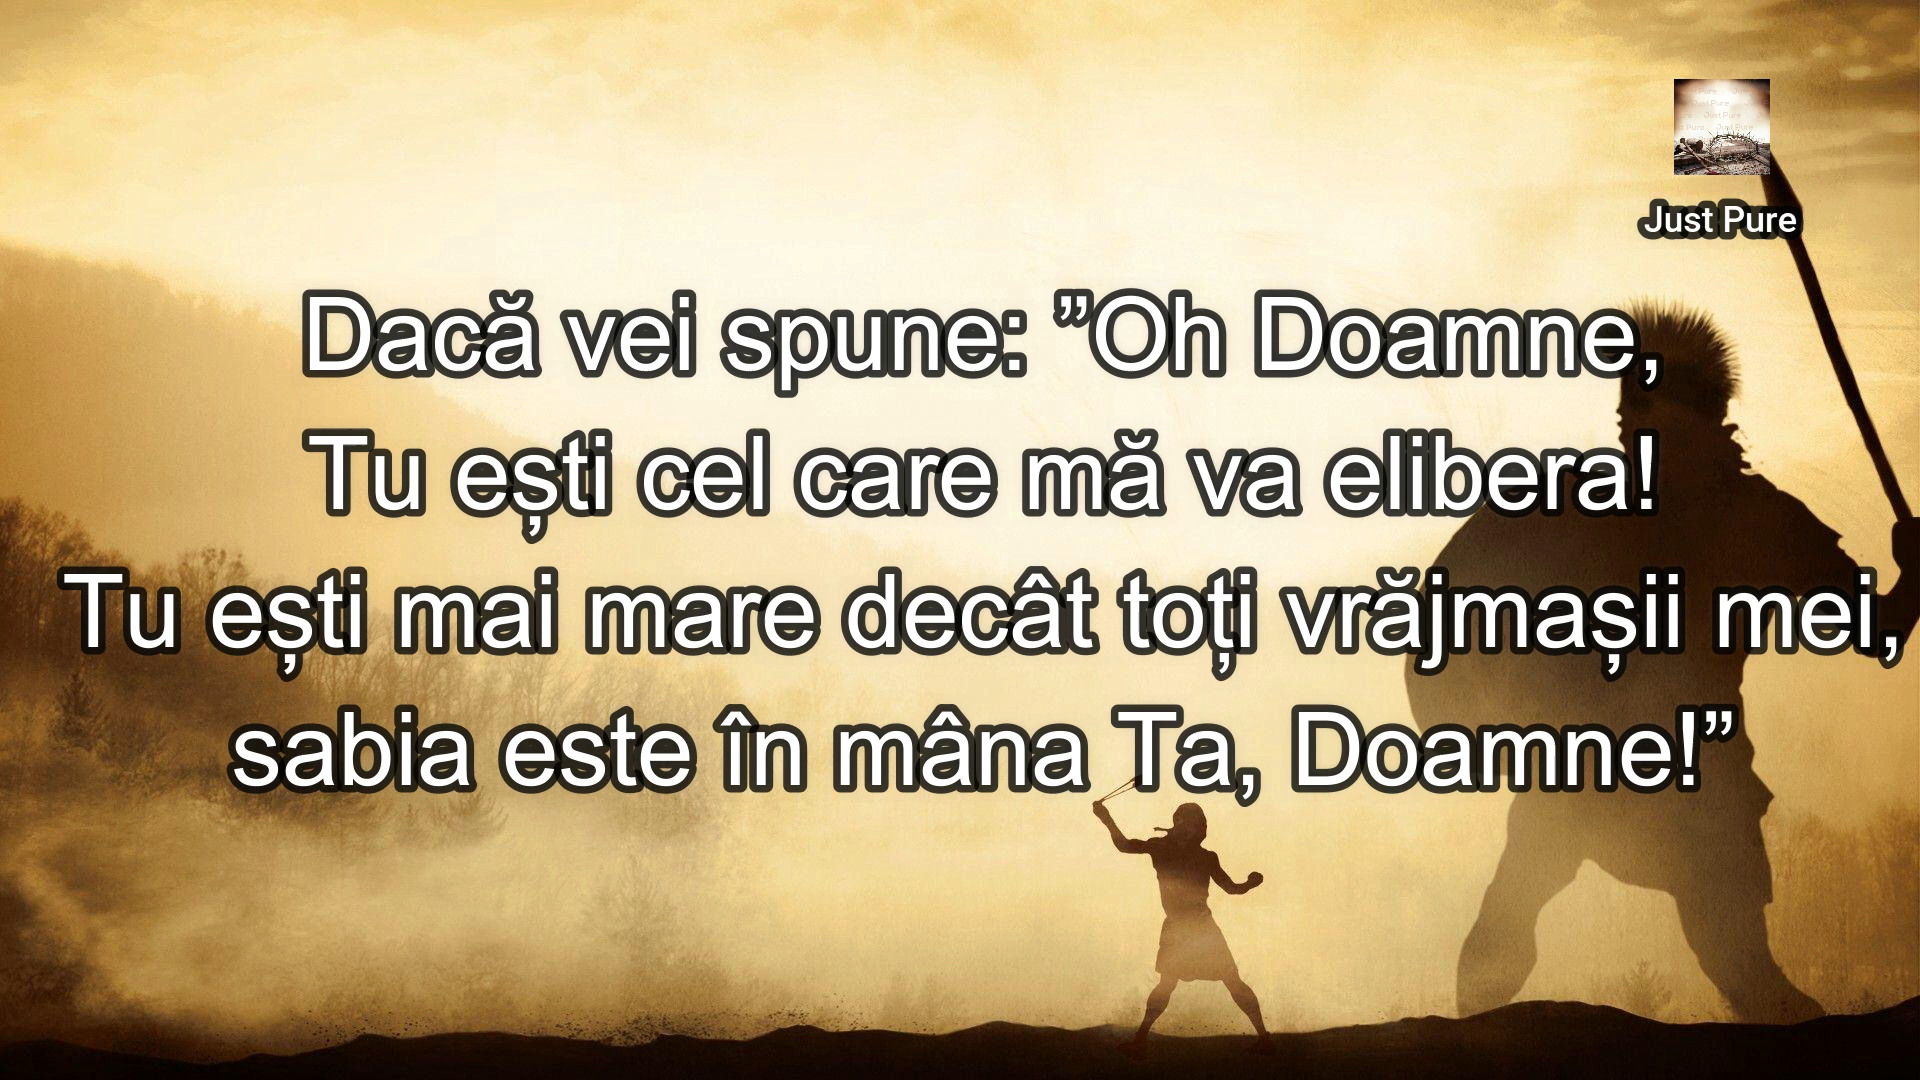 Just Pure
Dacă vei spune: ”Oh Doamne,
Tu ești cel care mă va elibera!
Tu ești mai mare decât toți vrăjmașii mei,
sabia este în mâna Ta, Doamne!”